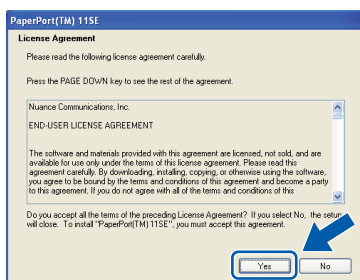 PaperPort(TM) 11SE
License Agreement
Please read the following license agreement carefully.
Press the PAGE DOWN key to see the rest of the agreement.
Nuance Communications, Inc.
END-USER LICENSE AGREEMENT
The software and materials provided with this agreement are licensed, not sold, and are
available for use only under the terms of this license agreement. Please read this
agreement carefully. By downloading, installing, copying, or otherwise using the software,
you agree to be bound by the terms and conditions of this agreement and become a party
to this agreement. If you do not agree with all of the terms and conditions of this
Do you accept all the terms of the preceding License Agreement? If you select No, the setup
will close. To install "PaperPort(TM) 11SE", you must accept this agreement.
Yes
No